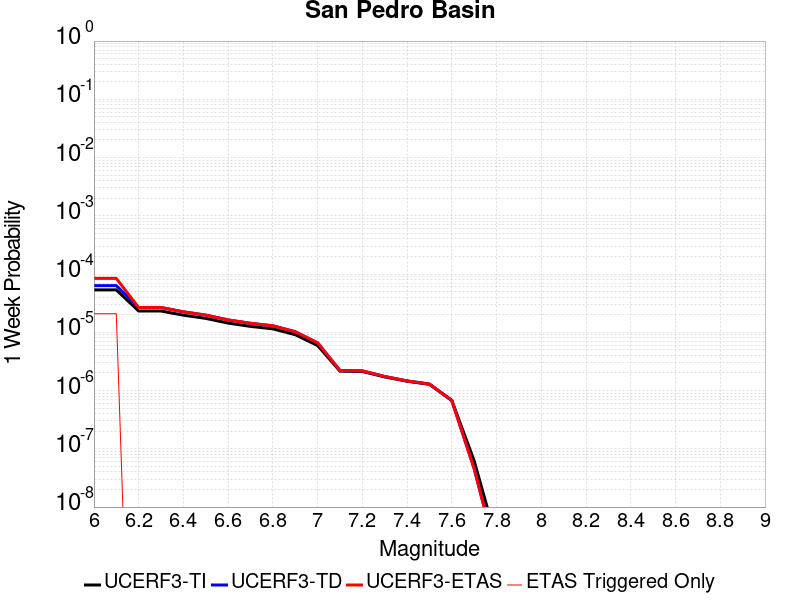 San Pedro Basin
10^0
10^-1
10^-2
10^-3
10^-4
10^-5
10^-6
10^-7
10^-8
1 Week Probability
6 6.2 6.4 6.6 6.8 7 7.2 7.4 7.6 7.8 8 8.2 8.4 8.6 8.8 9
Magnitude
UCERF3-TI UCERF3-TD UCERF3-ETAS ETAS Triggered Only